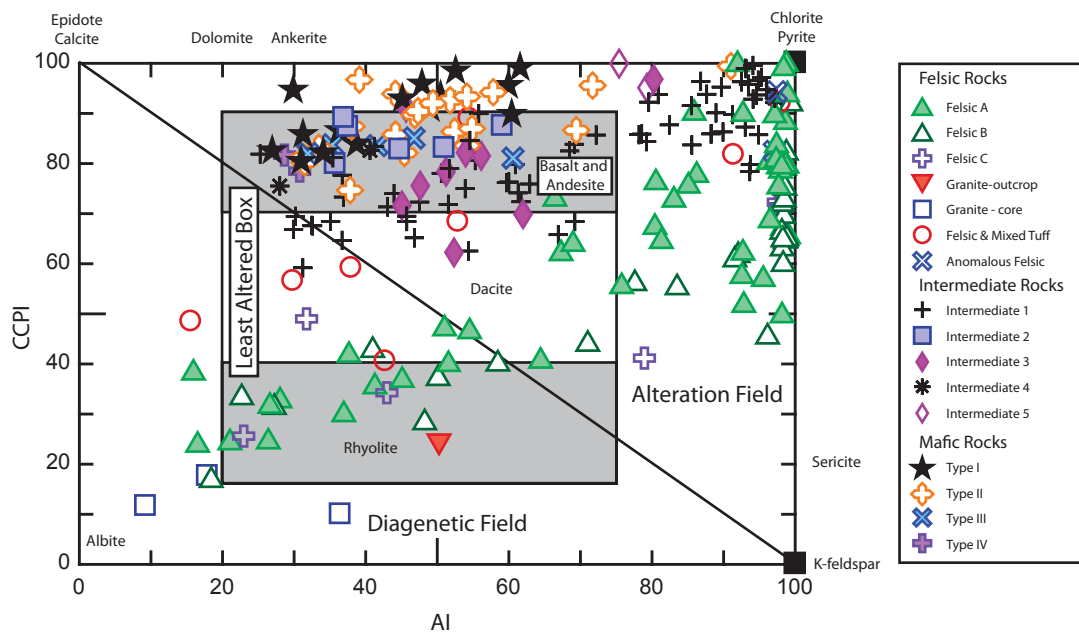 Epidote
Calcite
Dolomite
Ankerite
Chlorite
Pyrite
100
80
60
40
20
0
CCPI
Least Altered Box
Basalt and
Andesite
Dacite
Rhyolite
Alteration Field
Diagenetic Field
Albite
Sericite
K-feldspar
0
20
40
60
80
100
AI
Felsic Rocks
Felsic A
Felsic B
Felsic C
Granite-outcrop
Granite - core
Felsic & Mixed Tuff
Anomalous Felsic
Intermediate Rocks
Intermediate 1
Intermediate 2
Intermediate 3
Intermediate 4
Intermediate 5
Mafic Rocks
Type I
Type II
Type III
Type IV